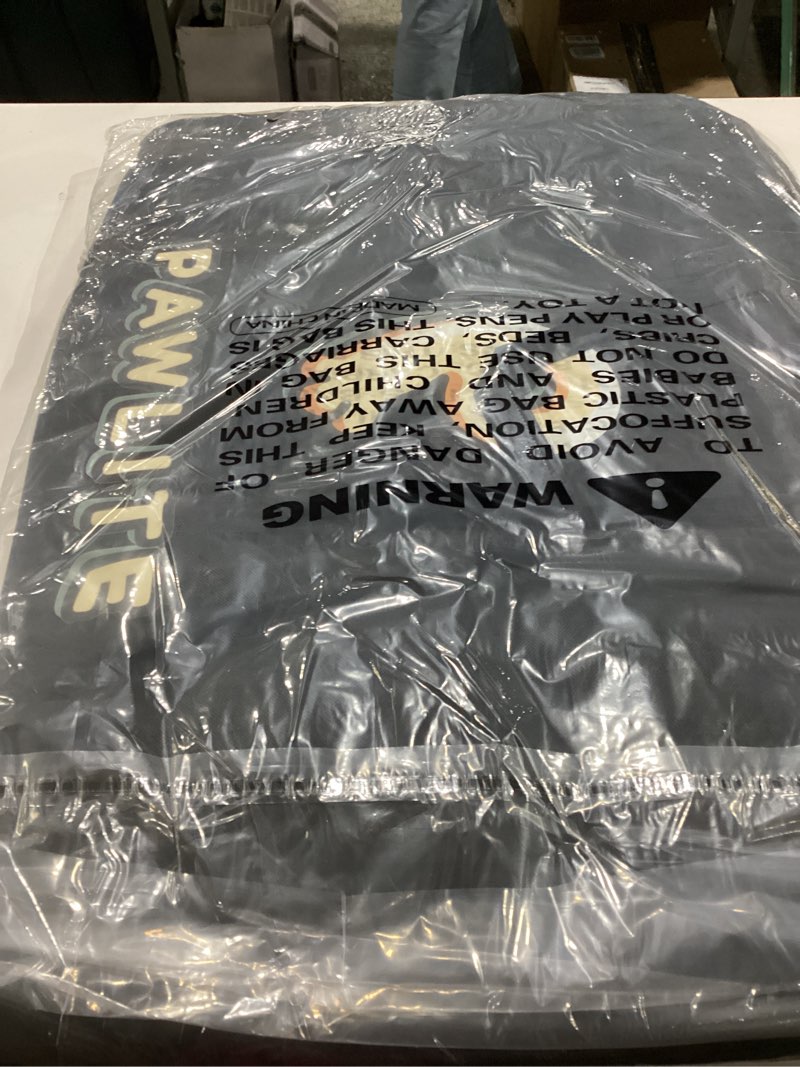 PAWLITE
WARNING
TO AVOID DANGER OF
SUFFOCATION, KEEP THIS
PLASTIC BAG AWAY FROM
BABIES AND CHILDREN
DO NOT USE THIS BAG IN
CRIBS, BEDS, CARRIAGES
OR PLAY PENS. THIS BAG IS
NOT A TOY.
MADE IN CHINA